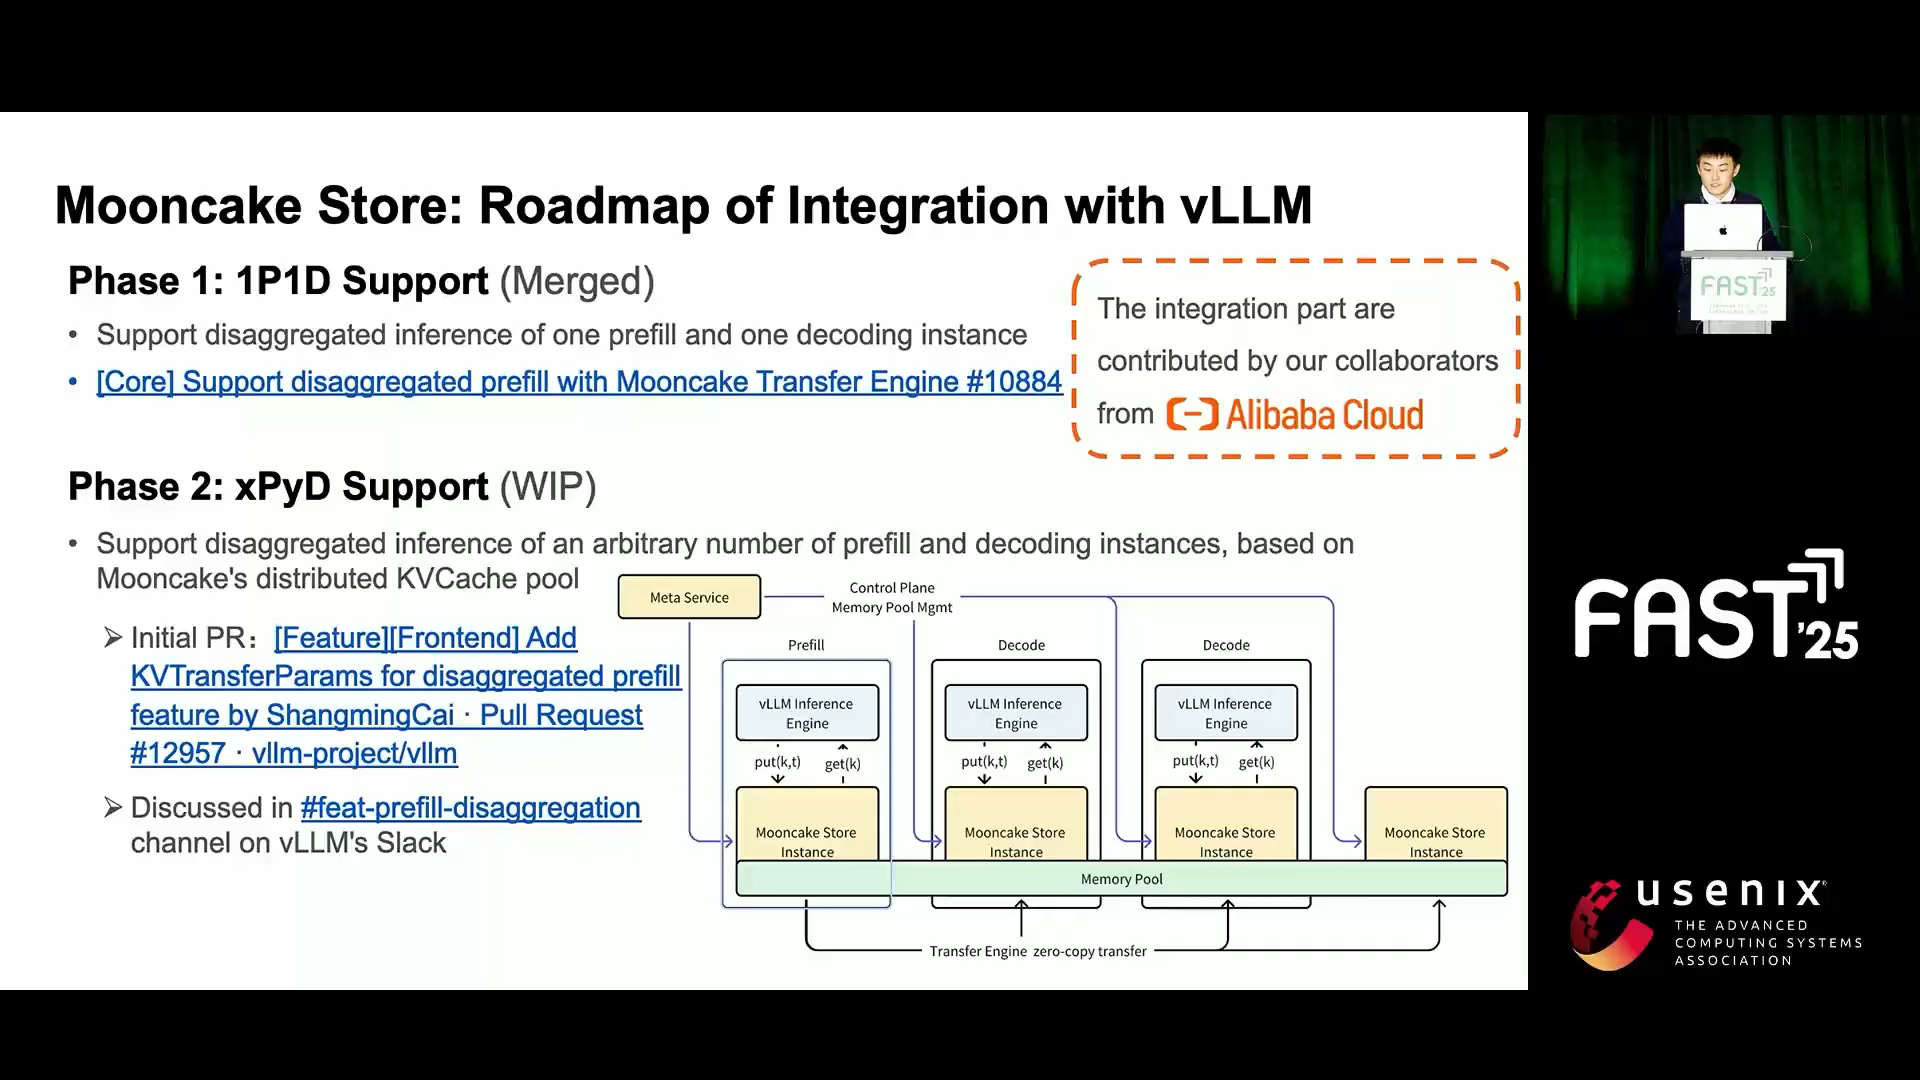 Mooncake Store: Roadmap of Integration with vLLM
Phase 1: 1P1D Support (Merged)
• Support disaggregated inference of one prefill and one decoding instance
• [Core] Support disaggregated prefill with Mooncake Transfer Engine #10884
The integration part are
contributed by our collaborators
from Alibaba Cloud
Phase 2: xPyD Support (WIP)
• Support disaggregated inference of an arbitrary number of prefill and decoding instances, based on
Mooncake's distributed KVCache pool
➢ Initial PR： [Feature][Frontend] Add
KVTransferParams for disaggregated prefill
feature by ShangmingCai · Pull Request
#12957 · vllm-project/vllm
➢ Discussed in #feat-prefill-disaggregation
channel on vLLM's Slack
Meta Service
Control Plane
Memory Pool Mgmt
Prefill
Decode
Decode
vLLM Inference
Engine
vLLM Inference
Engine
vLLM Inference
Engine
put(k,t)
get(k)
put(k,t)
get(k)
put(k,t)
get(k)
Mooncake Store
Instance
Mooncake Store
Instance
Mooncake Store
Instance
Mooncake Store
Instance
Memory Pool
Transfer Engine zero-copy transfer
FAST '25
FAST '25
usenix
THE ADVANCED
COMPUTING SYSTEMS
ASSOCIATION